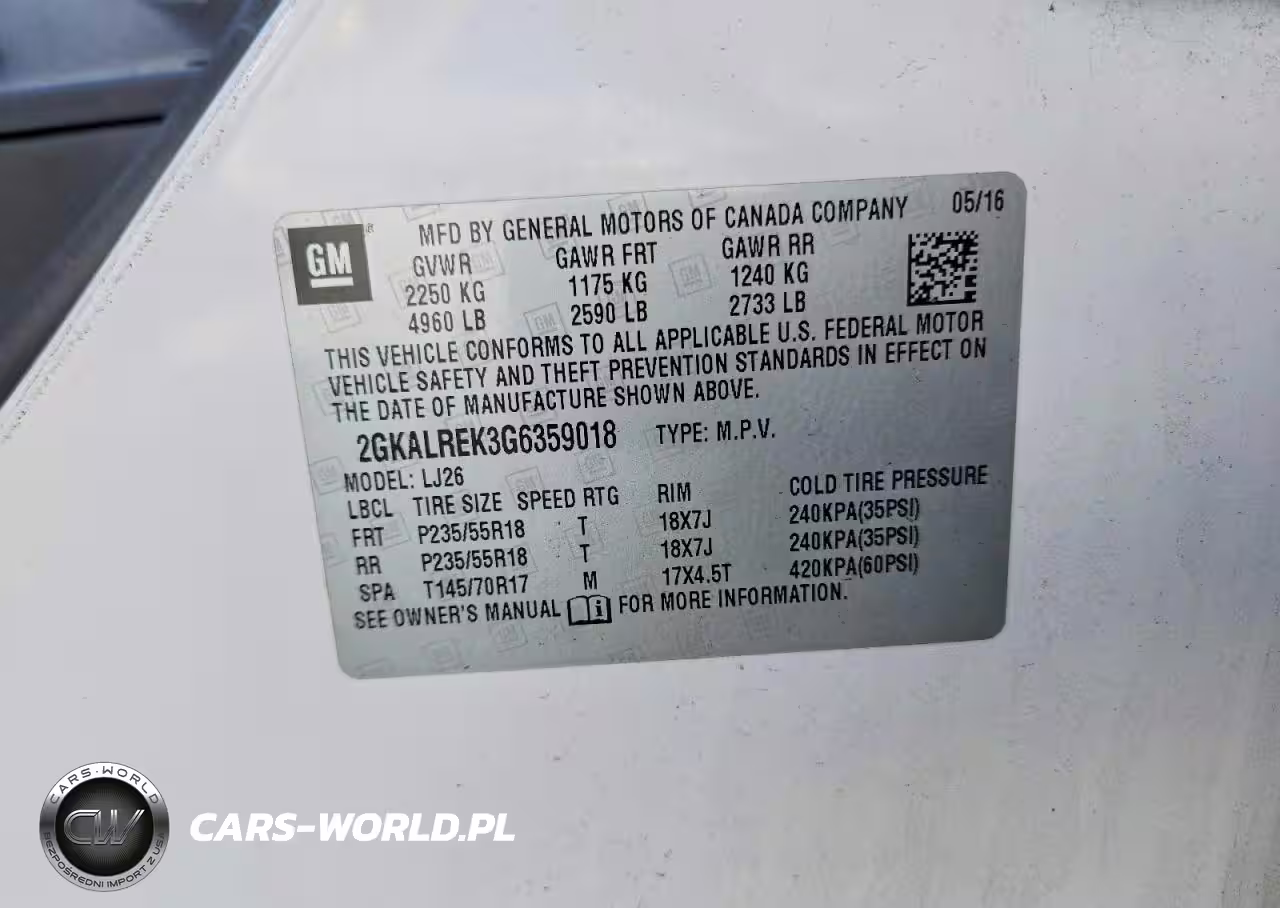 MFD BY GENERAL MOTORS OF CANADA COMPANY 05/16
GM ®
GVWR GAWR FRT GAWR RR
2250 KG 1175 KG 1240 KG
4960 LB 2590 LB 2733 LB
THIS VEHICLE CONFORMS TO ALL APPLICABLE U.S. FEDERAL MOTOR
VEHICLE SAFETY AND THEFT PREVENTION STANDARDS IN EFFECT ON
THE DATE OF MANUFACTURE SHOWN ABOVE.
2GKALREK3G6359018 TYPE: M.P.V.
MODEL: LJ26
LBCL TIRE SIZE SPEED RTG RIM COLD TIRE PRESSURE
FRT P235/55R18 T 18X7J 240KPA(35PSI)
RR P235/55R18 T 18X7J 240KPA(35PSI)
SPA T145/70R17 M 17X4.5T 420KPA(60PSI)
SEE OWNER'S MANUAL FOR MORE INFORMATION.
CARS-WORLD
CW
BEZPOŚREDNI IMPORT Z USA
CARS-WORLD.PL